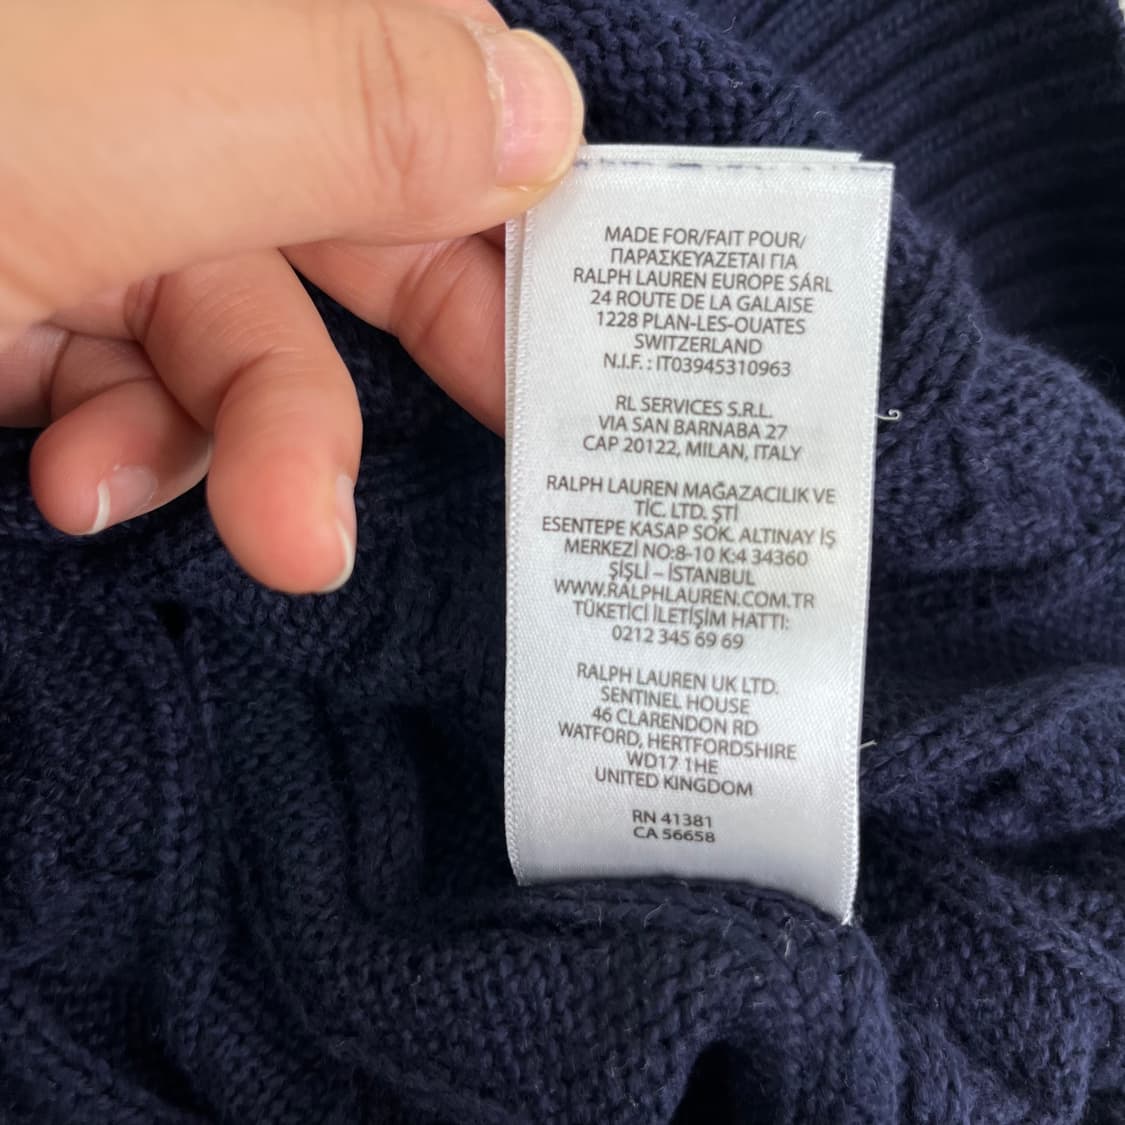 MADE FOR/FAIT POUR/
ΠΑΡΑΣΚΕΥΑΖΕΤΑΙ ΓΙΑ
RALPH LAUREN EUROPE SÁRL
24 ROUTE DE LA GALAISE
1228 PLAN-LES-OUATES
SWITZERLAND
N.I.F. : IT03945310963
RL SERVICES S.R.L.
VIA SAN BARNABA 27
CAP 20122, MILAN, ITALY
RALPH LAUREN MAĞAZACILIK VE
TİC. LTD. ŞTİ
ESENTEPE KASAP SOK. ALTINAY İŞ
MERKEZİ NO:8-10 K:4 34360
ŞİŞLİ – İSTANBUL
WWW.RALPHLAUREN.COM.TR
TÜKETİCİ İLETİŞİM HATTI:
0212 345 69 69
RALPH LAUREN UK LTD.
SENTINEL HOUSE
46 CLARENDON RD
WATFORD, HERTFORDSHIRE
WD17 1HE
UNITED KINGDOM
RN 41381
CA 56658